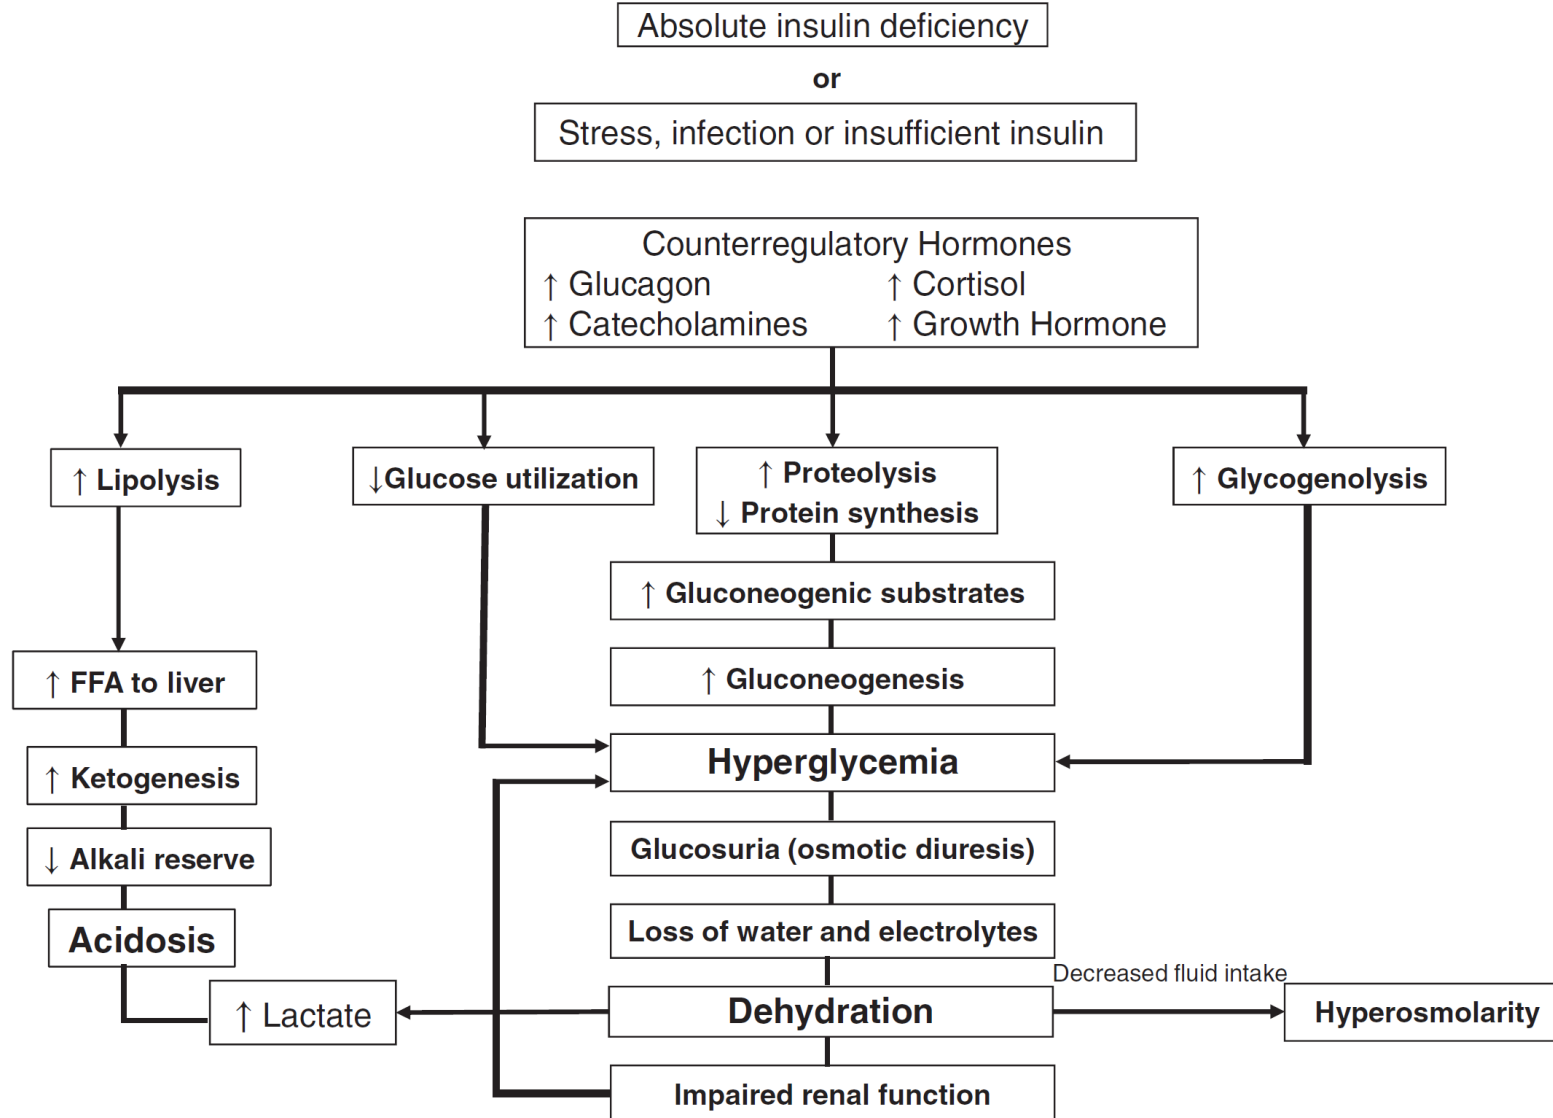 Absolute insulin deficiency
or
Stress, infection or insufficient insulin
Counterregulatory Hormones
↑ Glucagon ↑ Cortisol
↑ Catecholamines ↑ Growth Hormone
↑ Lipolysis
↓Glucose utilization
↑ Proteolysis
↓ Protein synthesis
↑ Glycogenolysis
↑ Gluconeogenic substrates
↑ FFA to liver
↑ Gluconeogenesis
Hyperglycemia
↑ Ketogenesis
Glucosuria (osmotic diuresis)
↓ Alkali reserve
Loss of water and electrolytes
Acidosis
Decreased fluid intake
↑ Lactate
Dehydration
Hyperosmolarity
Impaired renal function